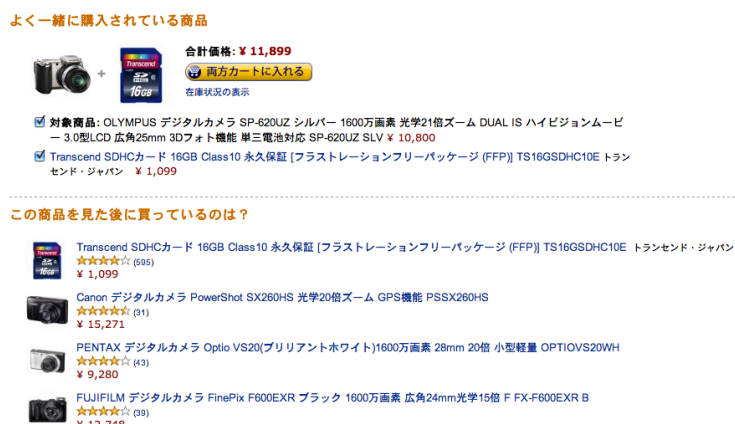 よく一緒に購入されている商品
Transcend
16GB
合計価格: ¥ 11,899
両方カートに入れる
在庫状況の表示
対象商品: OLYMPUS デジタルカメラ SP-620UZ シルバー 1600万画素 光学21倍ズーム DUAL IS ハイビジョンムービ
ー 3.0型LCD 広角25mm 3Dフォト機能 単三電池対応 SP-620UZ SLV ¥ 10,800
Transcend SDHCカード 16GB Class10 永久保証 [フラストレーションフリーパッケージ (FFP)] TS16GSDHC10E トラン
センド・ジャパン ¥ 1,099
この商品を見た後に買っているのは？
Transcend
16GB
Transcend SDHCカード 16GB Class10 永久保証 [フラストレーションフリーパッケージ (FFP)] TS16GSDHC10E トランセンド・ジャパン
(595)
¥ 1,099
Canon デジタルカメラ PowerShot SX260HS 光学20倍ズーム GPS機能 PSSX260HS
(31)
¥ 15,271
PENTAX デジタルカメラ Optio VS20(ブリリアントホワイト)1600万画素 28mm 20倍 小型軽量 OPTIOVS20WH
(43)
¥ 9,280
FUJIFILM デジタルカメラ FinePix F600EXR ブラック 1600万画素 広角24mm光学15倍 F FX-F600EXR B
(39)
¥ 12,748